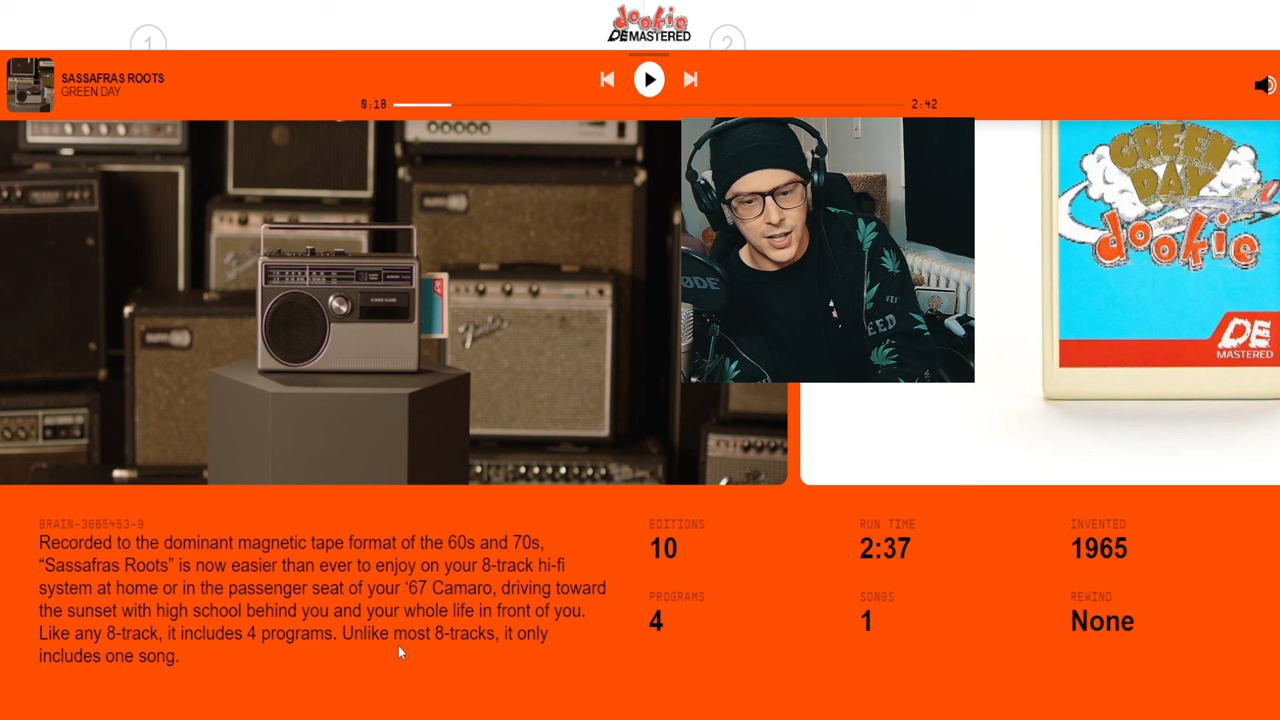 dookie
DEMASTERED
1
2
SASSAFRAS ROOTS
GREEN DAY
0:18
2:42
Fender
GREEN
DAY
dookie
DE
MASTERED
RØDE
WEED
BRAIN-3665453-9
Recorded to the dominant magnetic tape format of the 60s and 70s,
“Sassafras Roots” is now easier than ever to enjoy on your 8-track hi-fi
system at home or in the passenger seat of your ‘67 Camaro, driving toward
the sunset with high school behind you and your whole life in front of you.
Like any 8-track, it includes 4 programs. Unlike most 8-tracks, it only
includes one song.
EDITIONS
10
RUN TIME
2:37
INVENTED
1965
PROGRAMS
4
SONGS
1
REWIND
None